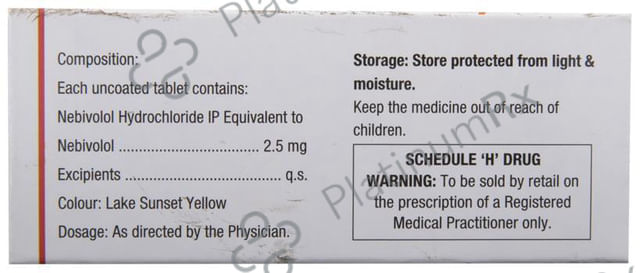 Composition:
Each uncoated tablet contains:
Nebivolol Hydrochloride IP Equivalent to
Nebivolol ................................ 2.5 mg
Excipients ..................................... q.s.
Colour: Lake Sunset Yellow
Dosage: As directed by the Physician.
Storage: Store protected from light &
moisture.
Keep the medicine out of reach of
children.
SCHEDULE ‘H’ DRUG
WARNING: To be sold by retail on
the prescription of a Registered
Medical Practitioner only.
PlatinumRx